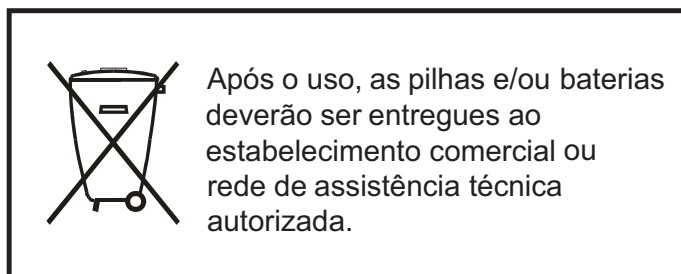 Após o uso, as pilhas e/ou baterias
deverão ser entregues ao
estabelecimento comercial ou
rede de assistência técnica
autorizada.